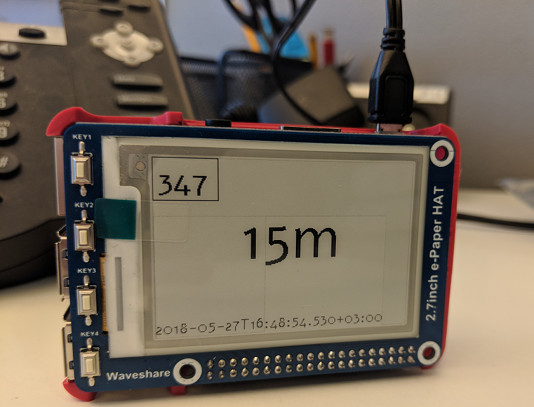 KEY1
347
KEY2
15m
KEY3
2018-05-27T16:48:54.530+03:00
KEY4
Waveshare
2.7inch e-Paper HAT